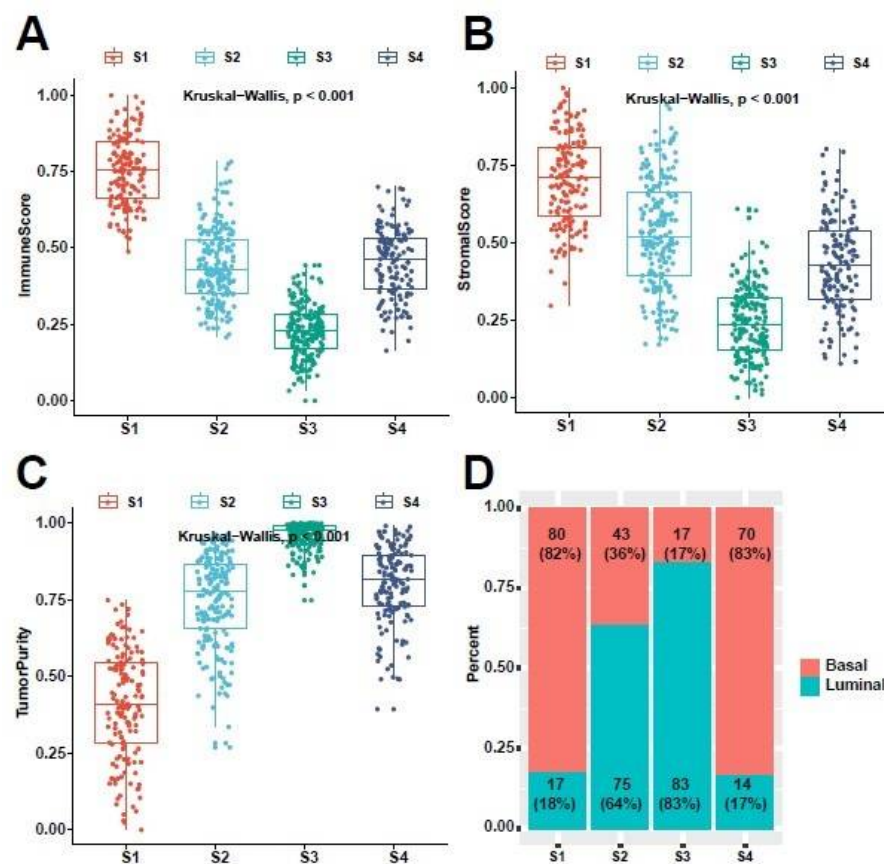 A
S1 S2 S3 S4
Kruskal-Wallis, p < 0.001
ImmuneScore
1.00
0.75
0.50
0.25
0.00
S1 S2 S3 S4
B
S1 S2 S3 S4
Kruskal-Wallis, p < 0.001
StromalScore
1.00
0.75
0.50
0.25
0.00
S1 S2 S3 S4
C
S1 S2 S3 S4
Kruskal-Wallis, p < 0.001
TumorPurity
1.00
0.75
0.50
0.25
0.00
S1 S2 S3 S4
D
Percent
1.00
0.75
0.50
0.25
0.00
80 43 17 70
(82%) (36%) (17%) (83%)
17 75 83 14
(18%) (64%) (83%) (17%)
S1 S2 S3 S4
Basal
Luminal